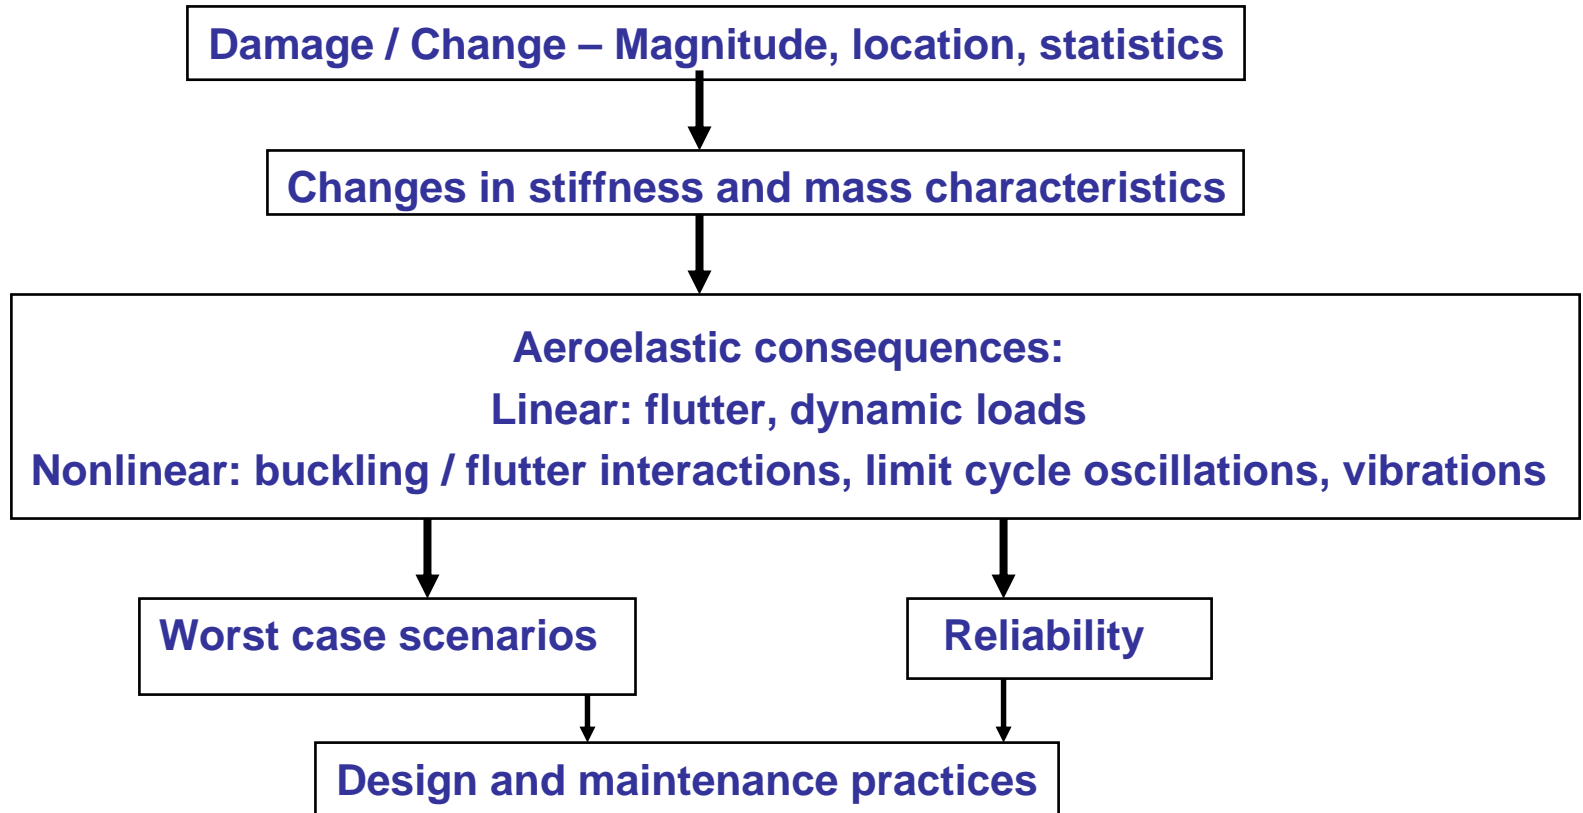 Damage / Change – Magnitude, location, statistics
Changes in stiffness and mass characteristics
Aeroelastic consequences:
Linear: flutter, dynamic loads
Nonlinear: buckling / flutter interactions, limit cycle oscillations, vibrations
Worst case scenarios
Reliability
Design and maintenance practices